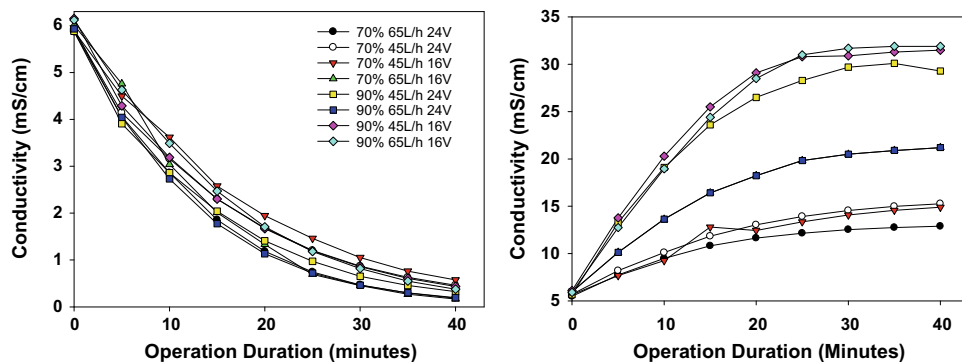 6
5
4
3
2
1
0
0
10
20
30
40
Conductivity (mS/cm)
Operation Duration (minutes)
70% 65L/h 24V
70% 45L/h 24V
70% 45L/h 16V
70% 65L/h 16V
90% 45L/h 24V
90% 65L/h 24V
90% 45L/h 16V
90% 65L/h 16V
35
30
25
20
15
10
5
0
10
20
30
40
Conductivity (mS/cm)
Operation Duration (Minutes)